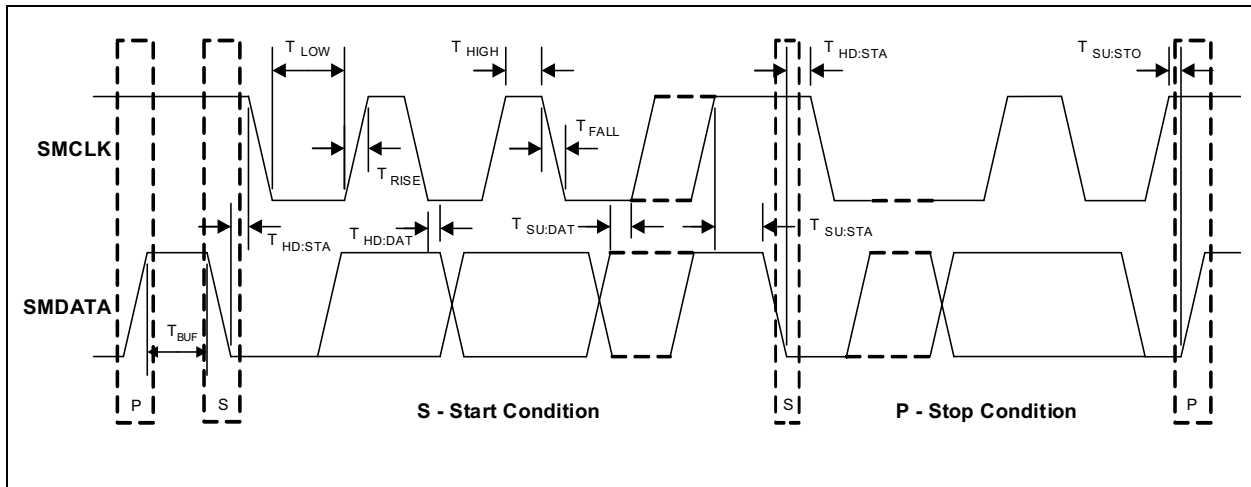 T LOW
T HIGH
T HD:STA
T SU:STO
SMCLK
T FALL
T RISE
T HD:STA
T HD:DAT
T SU:DAT
T SU:STA
SMDATA
T BUF
P
S
S - Start Condition
S
P - Stop Condition
P